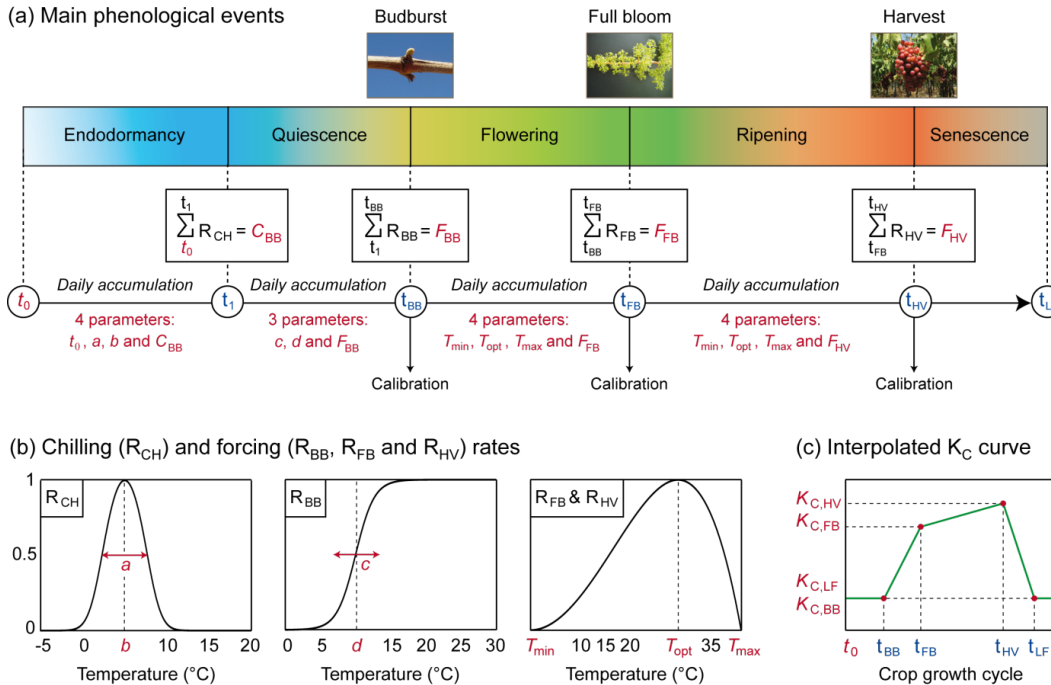 (a) Main phenological events
Budburst
Full bloom
Harvest
Endodormancy
Quiescence
Flowering
Ripening
Senescence
t1
∑ RCH = CBB
t0
tBB
∑ RBB = FBB
t1
tFB
∑ RFB = FFB
tBB
tHV
∑ RHV = FHV
tFB
Daily accumulation
Daily accumulation
Daily accumulation
Daily accumulation
t0
t1
tBB
tFB
tHV
tL
4 parameters:
t0, a, b and CBB
3 parameters:
c, d and FBB
4 parameters:
Tmin, Topt, Tmax and FFB
4 parameters:
Tmin, Topt, Tmax and FHV
Calibration
Calibration
Calibration
(b) Chilling (RCH) and forcing (RBB, RFB and RHV) rates
1
0.5
0
RCH
a
-5 0 b 10 15 20
Temperature (°C)
RBB
c
0 5 d 15 20 30
Temperature (°C)
RFB & RHV
Tmin 10 15 20 Topt 35 Tmax
Temperature (°C)
(c) Interpolated KC curve
KC,HV
KC,FB
KC,LF
KC,BB
t0 tBB tFB tHV tLF
Crop growth cycle